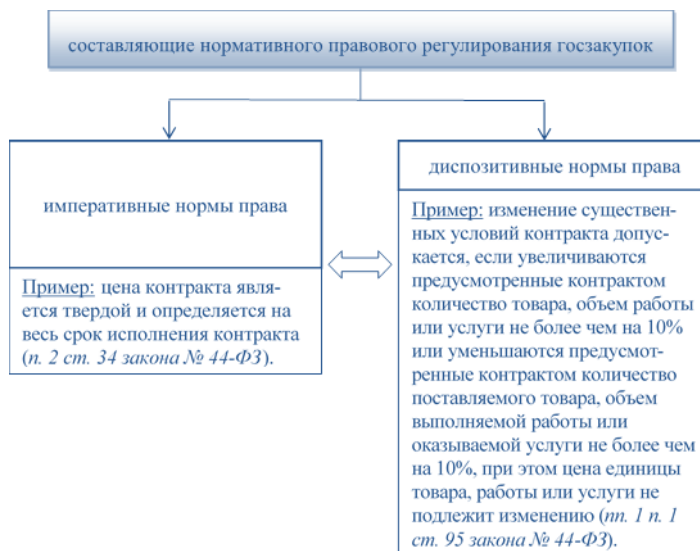 составляющие нормативного правового регулирования госзакупок
императивные нормы права
Пример: цена контракта явля-
ется твердой и определяется на
весь срок исполнения контракта
(п. 2 ст. 34 закона № 44-ФЗ).
диспозитивные нормы права
Пример: изменение существен-
ных условий контракта допус-
кается, если увеличиваются
предусмотренные контрактом
количество товара, объем работы
или услуги не более чем на 10%
или уменьшаются предусмот-
ренные контрактом количество
поставляемого товара, объем
выполняемой работы или
оказываемой услуги не более чем
на 10%, при этом цена единицы
товара, работы или услуги не
подлежит изменению (пп. 1 п. 1
ст. 95 закона № 44-ФЗ).